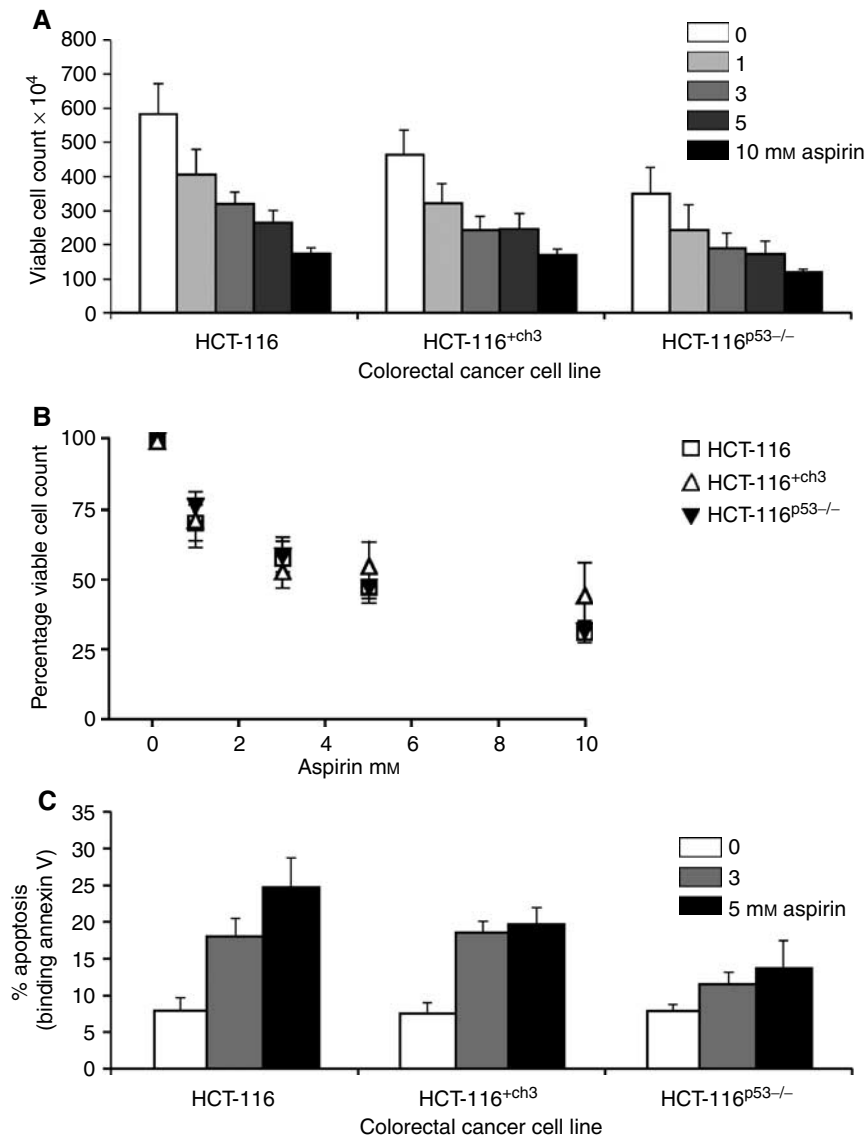 A
800
700
600
500
400
300
200
100
0
Viable cell count × 10⁴
0
1
3
5
10 mM aspirin
HCT-116
HCT-116⁺ᶜʰ³
HCT-116ᵖ⁵³⁻/⁻
Colorectal cancer cell line
B
100
75
50
25
0
Percentage viable cell count
HCT-116
HCT-116⁺ᶜʰ³
HCT-116ᵖ⁵³⁻/⁻
0 2 4 6 8 10
Aspirin mM
C
35
30
25
20
15
10
5
0
% apoptosis
(binding annexin V)
0
3
5 mM aspirin
HCT-116
HCT-116⁺ᶜʰ³
HCT-116ᵖ⁵³⁻/⁻
Colorectal cancer cell line